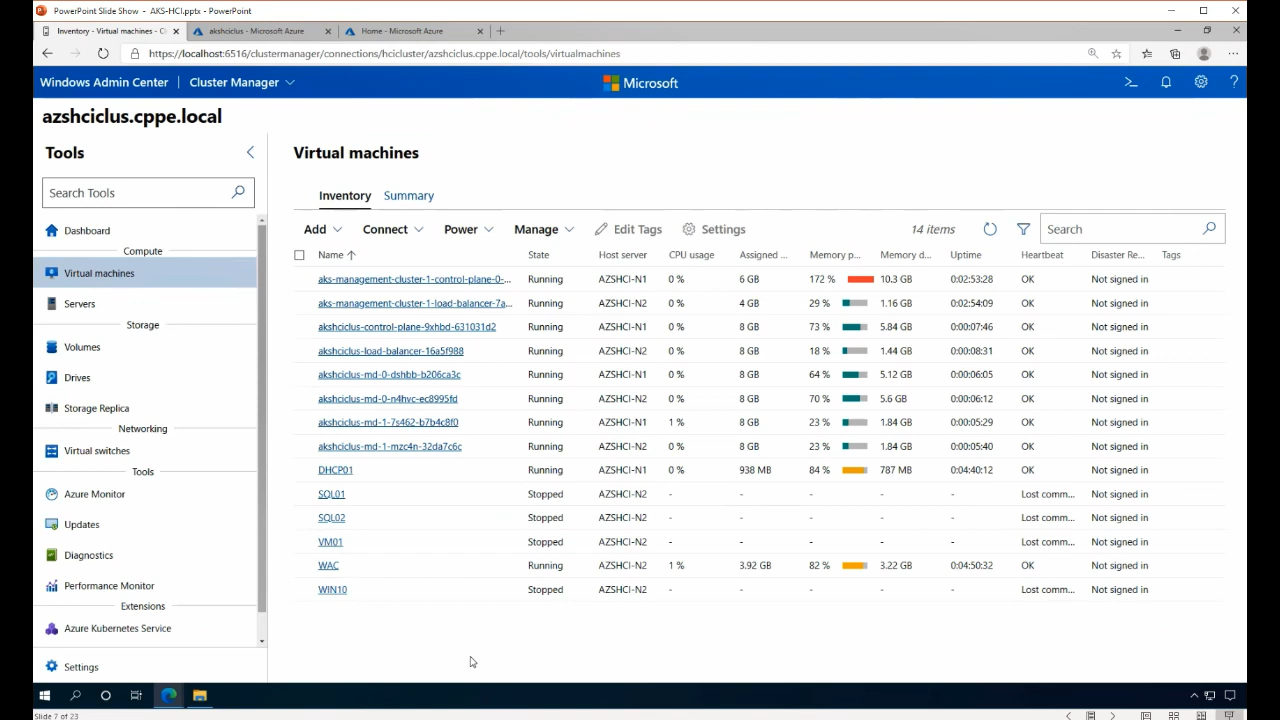 PowerPoint Slide Show - AKS-HCI.pptx - PowerPoint
Inventory - Virtual machines - Cl
akshciclus - Microsoft Azure
Home - Microsoft Azure
https://localhost:6516/clustermanager/connections/hcicluster/azshciclus.cppe.local/tools/virtualmachines
Windows Admin Center | Cluster Manager
Microsoft
azshciclus.cppe.local
Tools
Search Tools
Dashboard
Compute
Virtual machines
Servers
Storage
Volumes
Drives
Storage Replica
Networking
Virtual switches
Tools
Azure Monitor
Updates
Diagnostics
Performance Monitor
Extensions
Azure Kubernetes Service
Settings
Virtual machines
Inventory Summary
Add Connect Power Manage Edit Tags Settings 14 items Search
Name State Host server CPU usage Assigned ... Memory p... Memory d... Uptime Heartbeat Disaster Re... Tags
aks-management-cluster-1-control-plane-0-... Running AZSHCI-N1 0 % 6 GB 172 % 10.3 GB 0:02:53:28 OK Not signed in
aks-management-cluster-1-load-balancer-7a... Running AZSHCI-N2 0 % 4 GB 29 % 1.16 GB 0:02:54:09 OK Not signed in
akshciclus-control-plane-9xhbd-631031d2 Running AZSHCI-N1 0 % 8 GB 73 % 5.84 GB 0:00:07:46 OK Not signed in
akshciclus-load-balancer-16a5f988 Running AZSHCI-N2 0 % 8 GB 18 % 1.44 GB 0:00:08:31 OK Not signed in
akshciclus-md-0-dshbb-b206ca3c Running AZSHCI-N1 0 % 8 GB 64 % 5.12 GB 0:00:06:05 OK Not signed in
akshciclus-md-0-n4hvc-ec8995fd Running AZSHCI-N2 0 % 8 GB 70 % 5.6 GB 0:00:06:12 OK Not signed in
akshciclus-md-1-7s462-b7b4c8f0 Running AZSHCI-N1 1 % 8 GB 23 % 1.84 GB 0:00:05:29 OK Not signed in
akshciclus-md-1-mzc4n-32da7c6c Running AZSHCI-N2 0 % 8 GB 23 % 1.84 GB 0:00:05:40 OK Not signed in
DHCP01 Running AZSHCI-N1 0 % 938 MB 84 % 787 MB 0:04:40:12 OK Not signed in
SQL01 Stopped AZSHCI-N2 - - - - - Lost comm... Not signed in
SQL02 Stopped AZSHCI-N2 - - - - - Lost comm... Not signed in
VM01 Stopped AZSHCI-N2 - - - - - Lost comm... Not signed in
WAC Running AZSHCI-N2 1 % 3.92 GB 82 % 3.22 GB 0:04:50:32 OK Not signed in
WIN10 Stopped AZSHCI-N2 - - - - - Lost comm... Not signed in
Slide 7 of 23